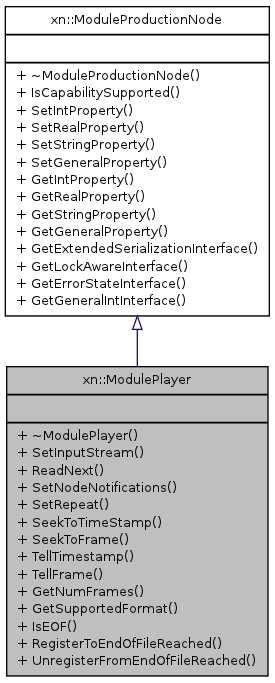 xn::ModuleProductionNode
+ ~ModuleProductionNode()
+ IsCapabilitySupported()
+ SetIntProperty()
+ SetRealProperty()
+ SetStringProperty()
+ SetGeneralProperty()
+ GetIntProperty()
+ GetRealProperty()
+ GetStringProperty()
+ GetGeneralProperty()
+ GetExtendedSerializationInterface()
+ GetLockAwareInterface()
+ GetErrorStateInterface()
+ GetGeneralIntInterface()
xn::ModulePlayer
+ ~ModulePlayer()
+ SetInputStream()
+ ReadNext()
+ SetNodeNotifications()
+ SetRepeat()
+ SeekToTimeStamp()
+ SeekToFrame()
+ TellTimestamp()
+ TellFrame()
+ GetNumFrames()
+ GetSupportedFormat()
+ IsEOF()
+ RegisterToEndOfFileReached()
+ UnregisterFromEndOfFileReached()